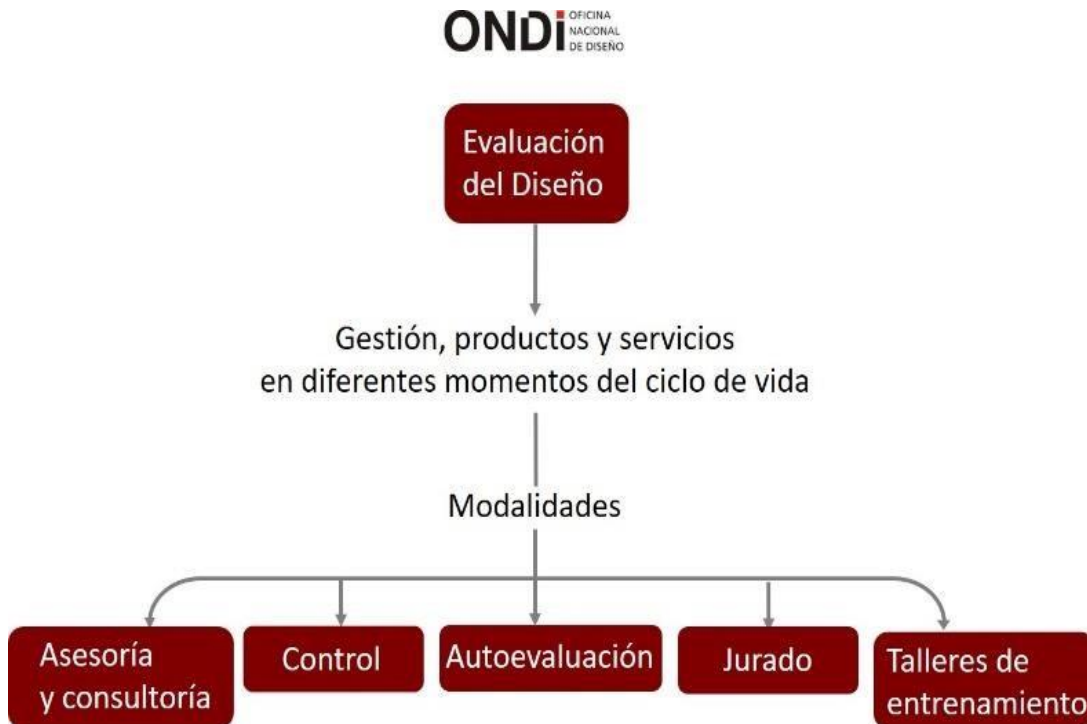 ONDi OFICINA
NACIONAL
DE DISEÑO
Evaluación
del Diseño
Gestión, productos y servicios
en diferentes momentos del ciclo de vida
Modalidades
Asesoría
y consultoría
Control
Autoevaluación
Jurado
Talleres de
entrenamiento